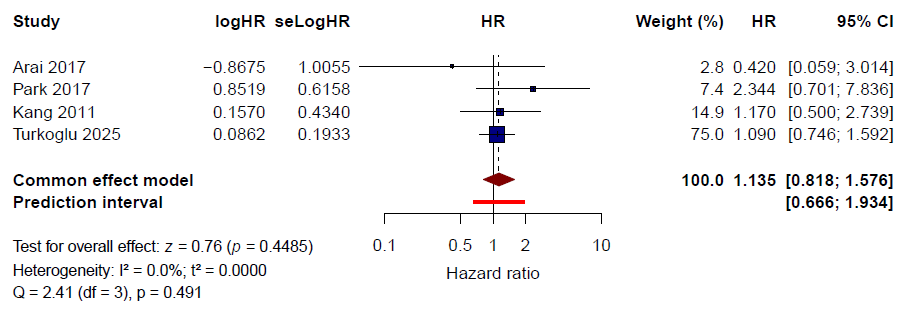 Study logHR seLogHR HR Weight (%) HR 95% CI
Arai 2017 −0.8675 1.0055 2.8 0.420 [0.059; 3.014]
Park 2017 0.8519 0.6158 7.4 2.344 [0.701; 7.836]
Kang 2011 0.1570 0.4340 14.9 1.170 [0.500; 2.739]
Turkoglu 2025 0.0862 0.1933 75.0 1.090 [0.746; 1.592]
Common effect model 100.0 1.135 [0.818; 1.576]
Prediction interval [0.666; 1.934]
0.1 0.5 1 2 10
Hazard ratio
Test for overall effect: z = 0.76 (p = 0.4485)
Heterogeneity: I² = 0.0%; t² = 0.0000
Q = 2.41 (df = 3), p = 0.491